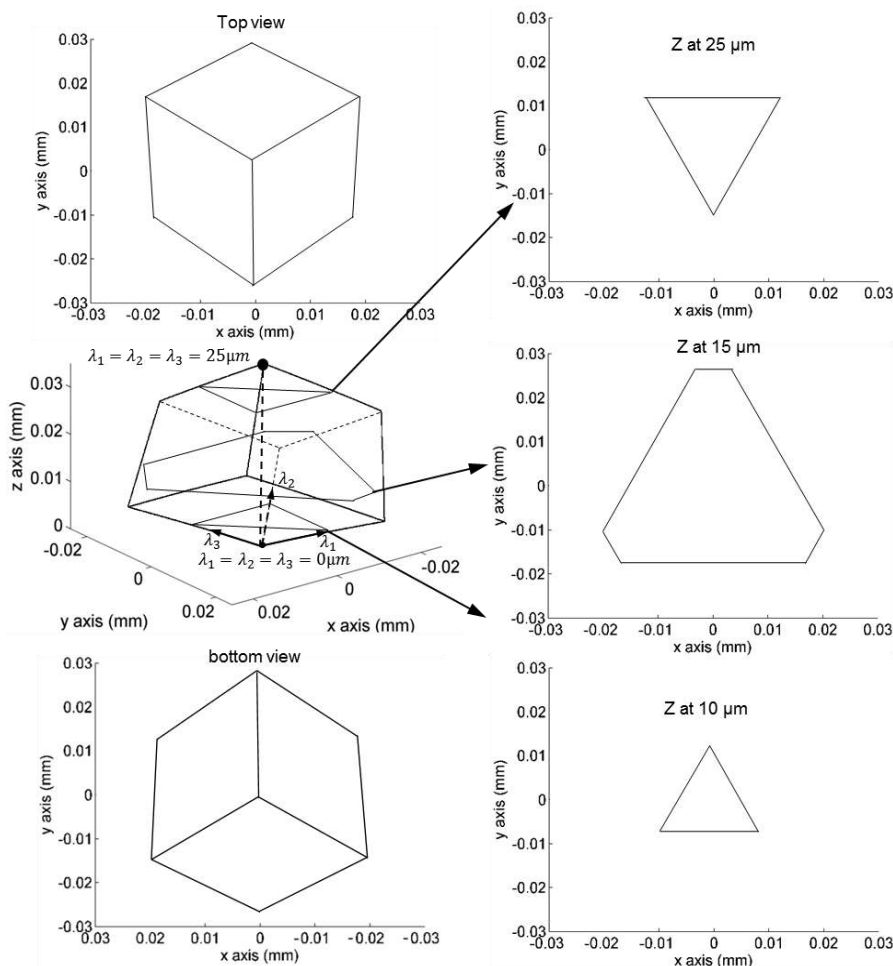 Top view
y axis (mm)
0.03
0.02
0.01
0
-0.01
-0.02
-0.03
-0.03 -0.02 -0.01 0 0.01 0.02 0.03
x axis (mm)
Z at 25 µm
y axis (mm)
0.03
0.02
0.01
0
-0.01
-0.02
-0.03
-0.03 -0.02 -0.01 0 0.01 0.02 0.03
x axis (mm)
λ₁ = λ₂ = λ₃ = 25µm
z axis (mm)
0.03
0.02
0.01
0
λ₂
λ₃
λ₁
λ₁ = λ₂ = λ₃ = 0µm
-0.02
0
0.02
y axis (mm)
0.02
0
-0.02
x axis (mm)
Z at 15 µm
y axis (mm)
0.03
0.02
0.01
0
-0.01
-0.02
-0.03
-0.03 -0.02 -0.01 0 0.01 0.02 0.03
x axis (mm)
bottom view
y axis (mm)
0.03
0.02
0.01
0
-0.01
-0.02
-0.03
0.03 0.02 0.01 0 -0.01 -0.02 -0.03
x axis (mm)
Z at 10 µm
y axis (mm)
0.03
0.02
0.01
0
-0.01
-0.02
-0.03
-0.03 -0.02 -0.01 0 0.01 0.02 0.03
x axis (mm)